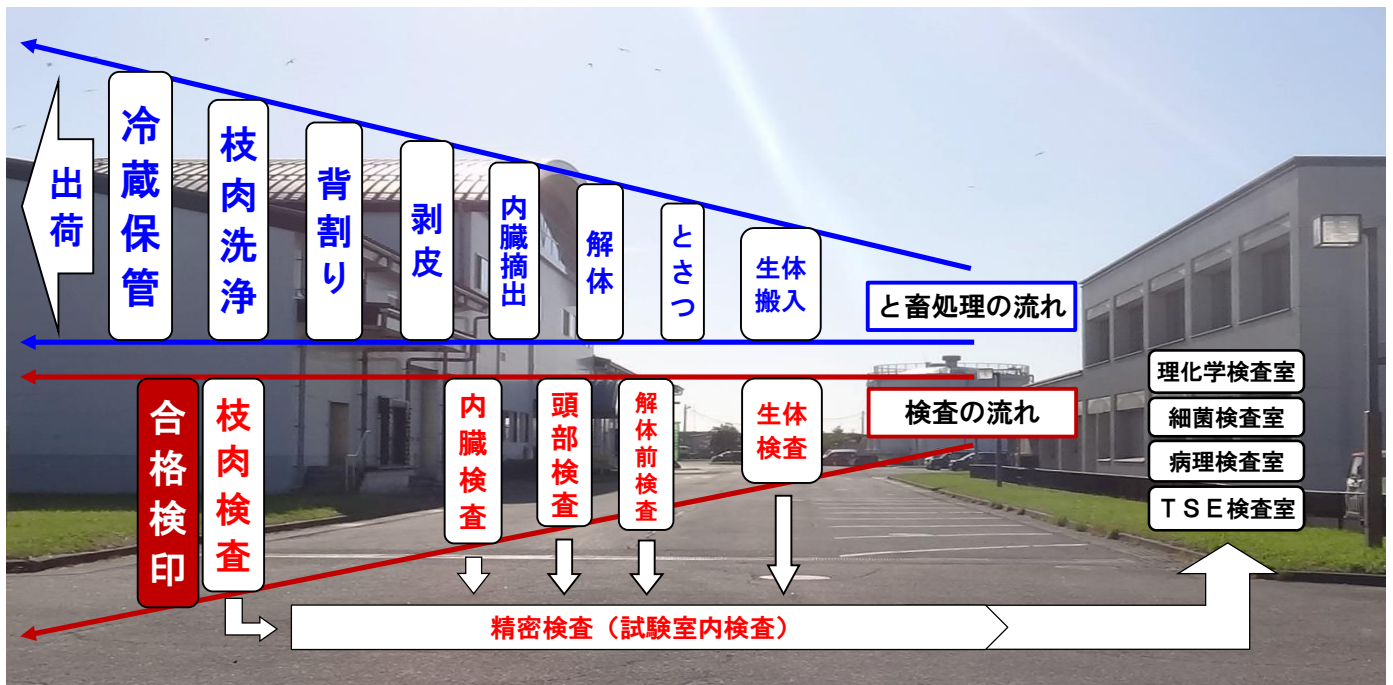 と畜処理の流れ
生体
搬入
とさつ
解体
内臓摘出
剥皮
背割り
枝肉洗浄
冷蔵保管
出荷
検査の流れ
生体
検査
解体前検査
頭部検査
内臓検査
枝肉検査
合格検印
精密検査（試験室内検査）
理化学検査室
細菌検査室
病理検査室
ＴＳＥ検査室